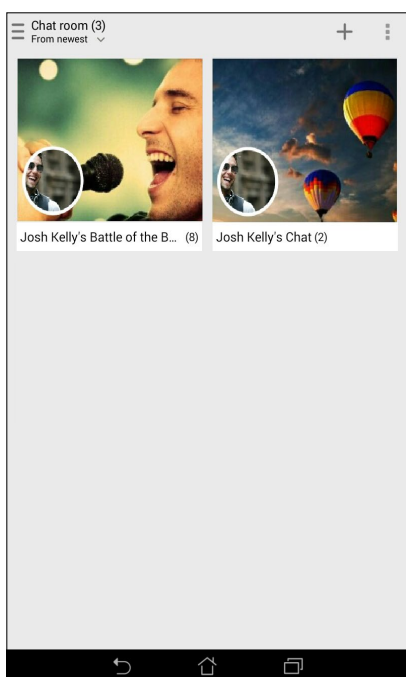 Chat room (3)
From newest
Josh Kelly's Battle of the B... (8)
Josh Kelly's Chat (2)